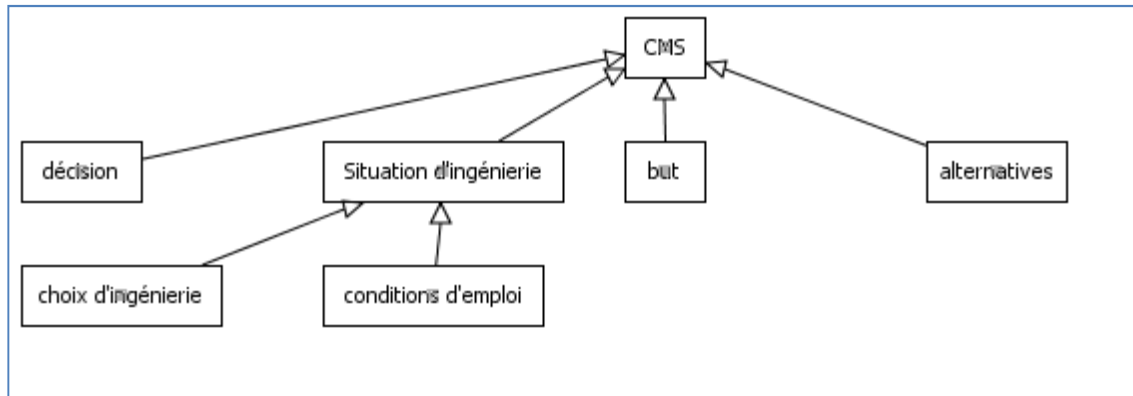 CMS
décision
Situation d'ingénierie
but
alternatives
choix d'ingénierie
conditions d'emploi